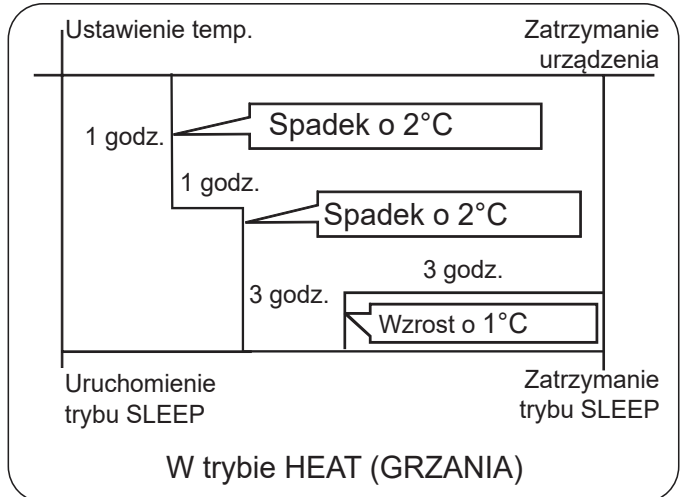 Ustawienie temp.
Zatrzymanie
urządzenia
1 godz.
Spadek o 2°C
1 godz.
Spadek o 2°C
3 godz.
3 godz.
Wzrost o 1°C
Uruchomienie
trybu SLEEP
Zatrzymanie
trybu SLEEP
W trybie HEAT (GRZANIA)